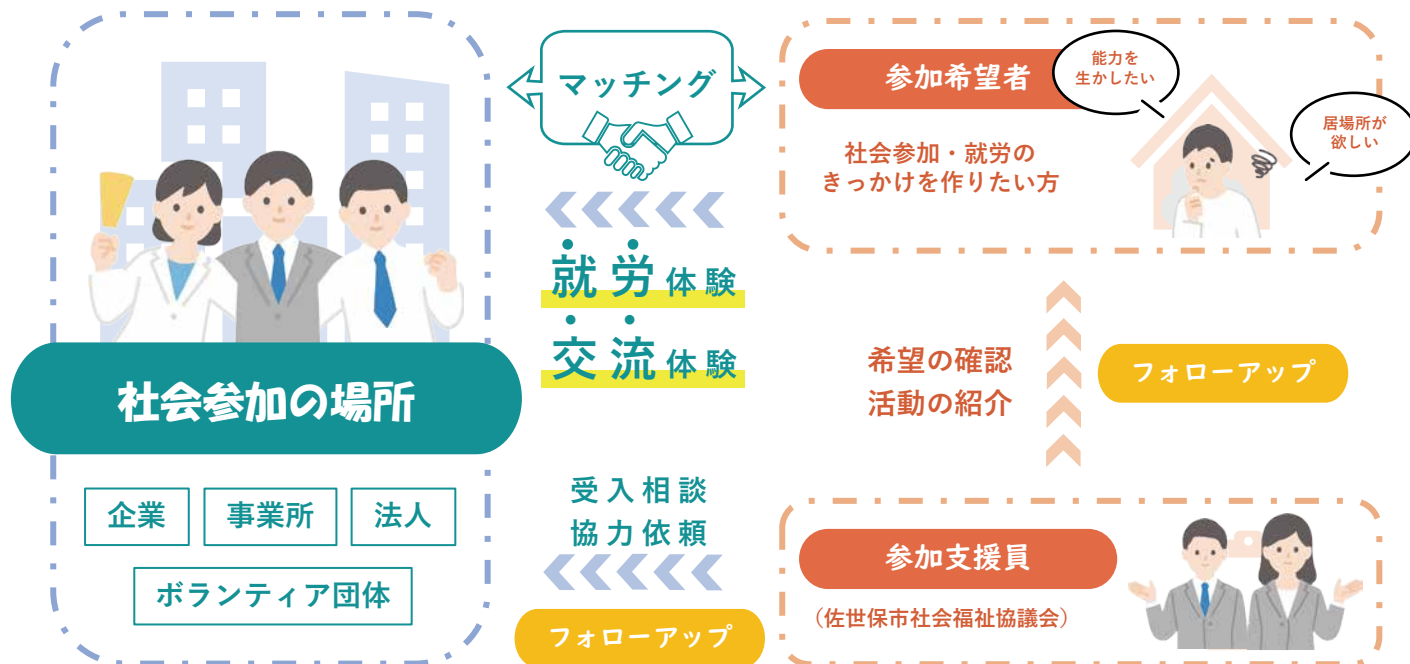 社会参加の場所
企業
事業所
法人
ボランティア団体
マッチング
就労体験
交流体験
受入相談
協力依頼
フォローアップ
参加希望者
能力を
生かしたい
居場所が
欲しい
社会参加・就労の
きっかけを作りたい方
希望の確認
活動の紹介
フォローアップ
参加支援員
（佐世保市社会福祉協議会）